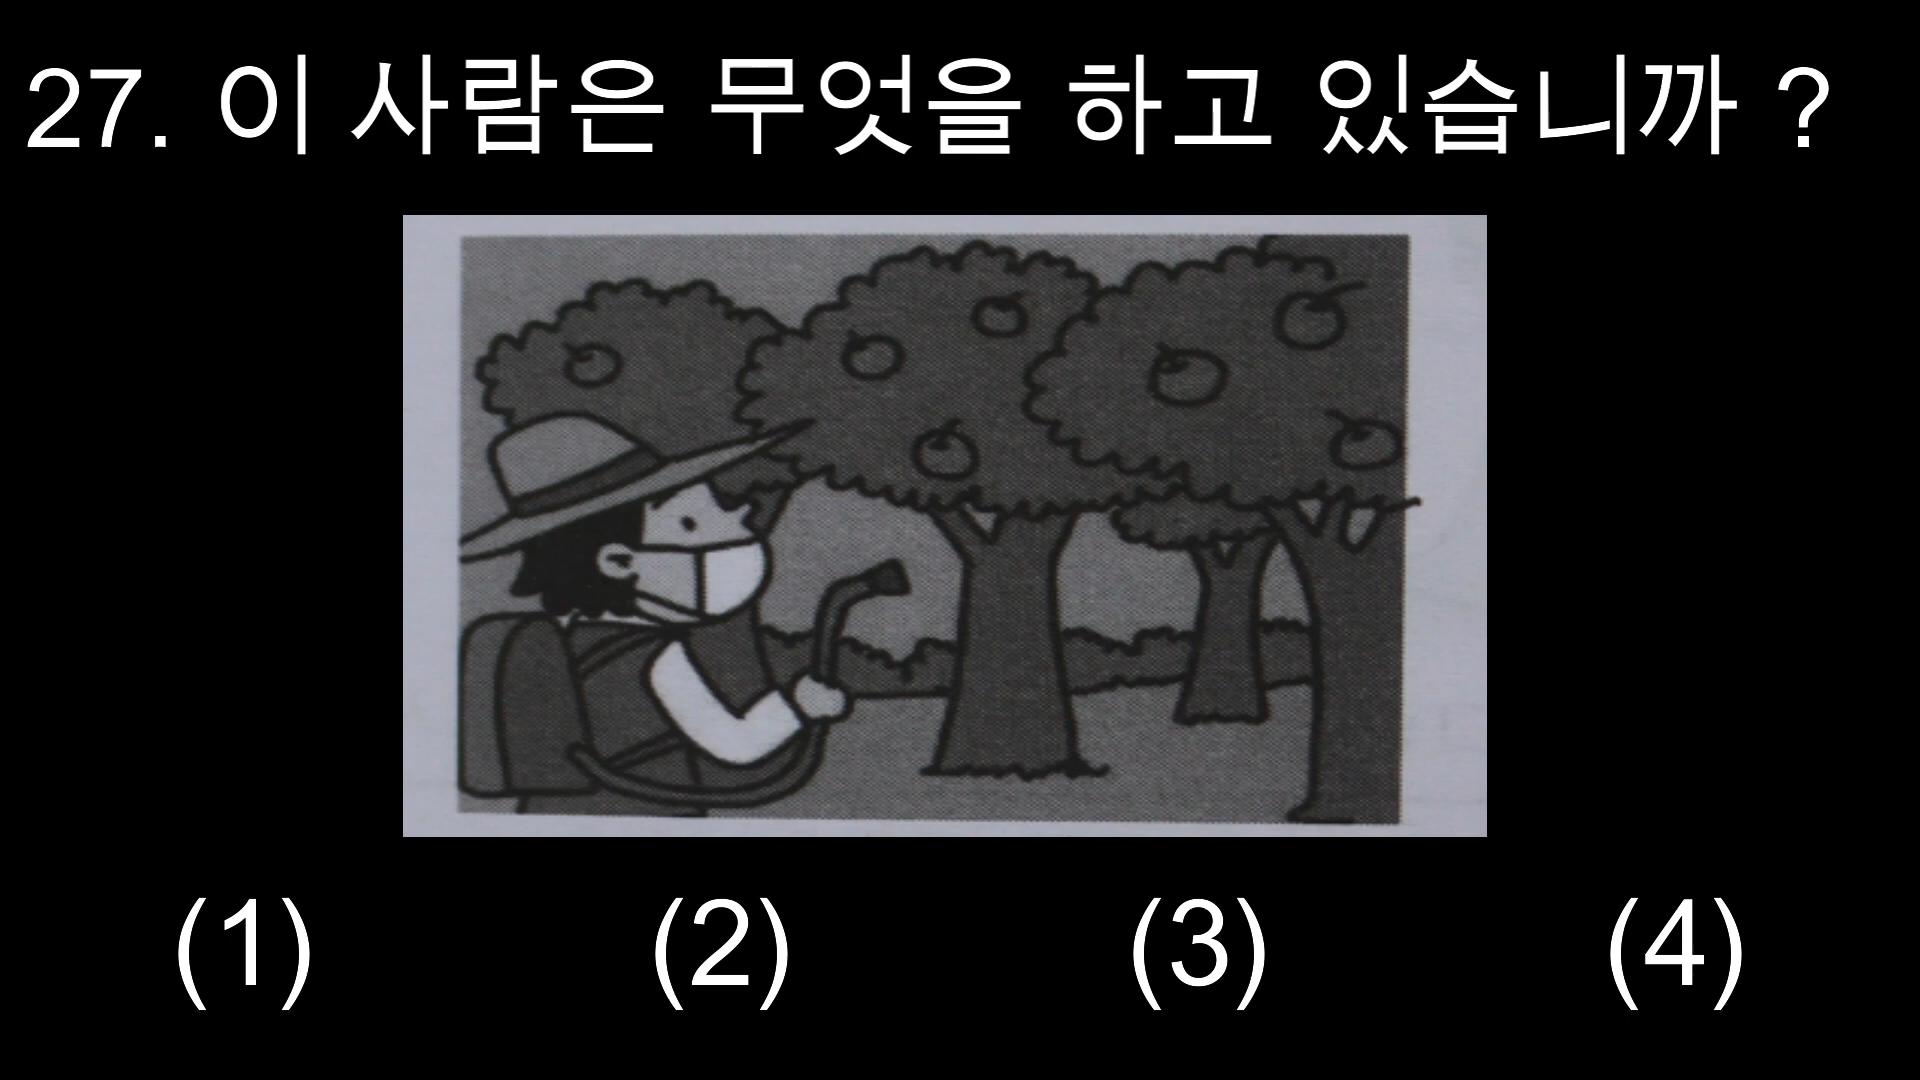 27. 이 사람은 무엇을 하고 있습니까 ?
(1) (2) (3) (4)